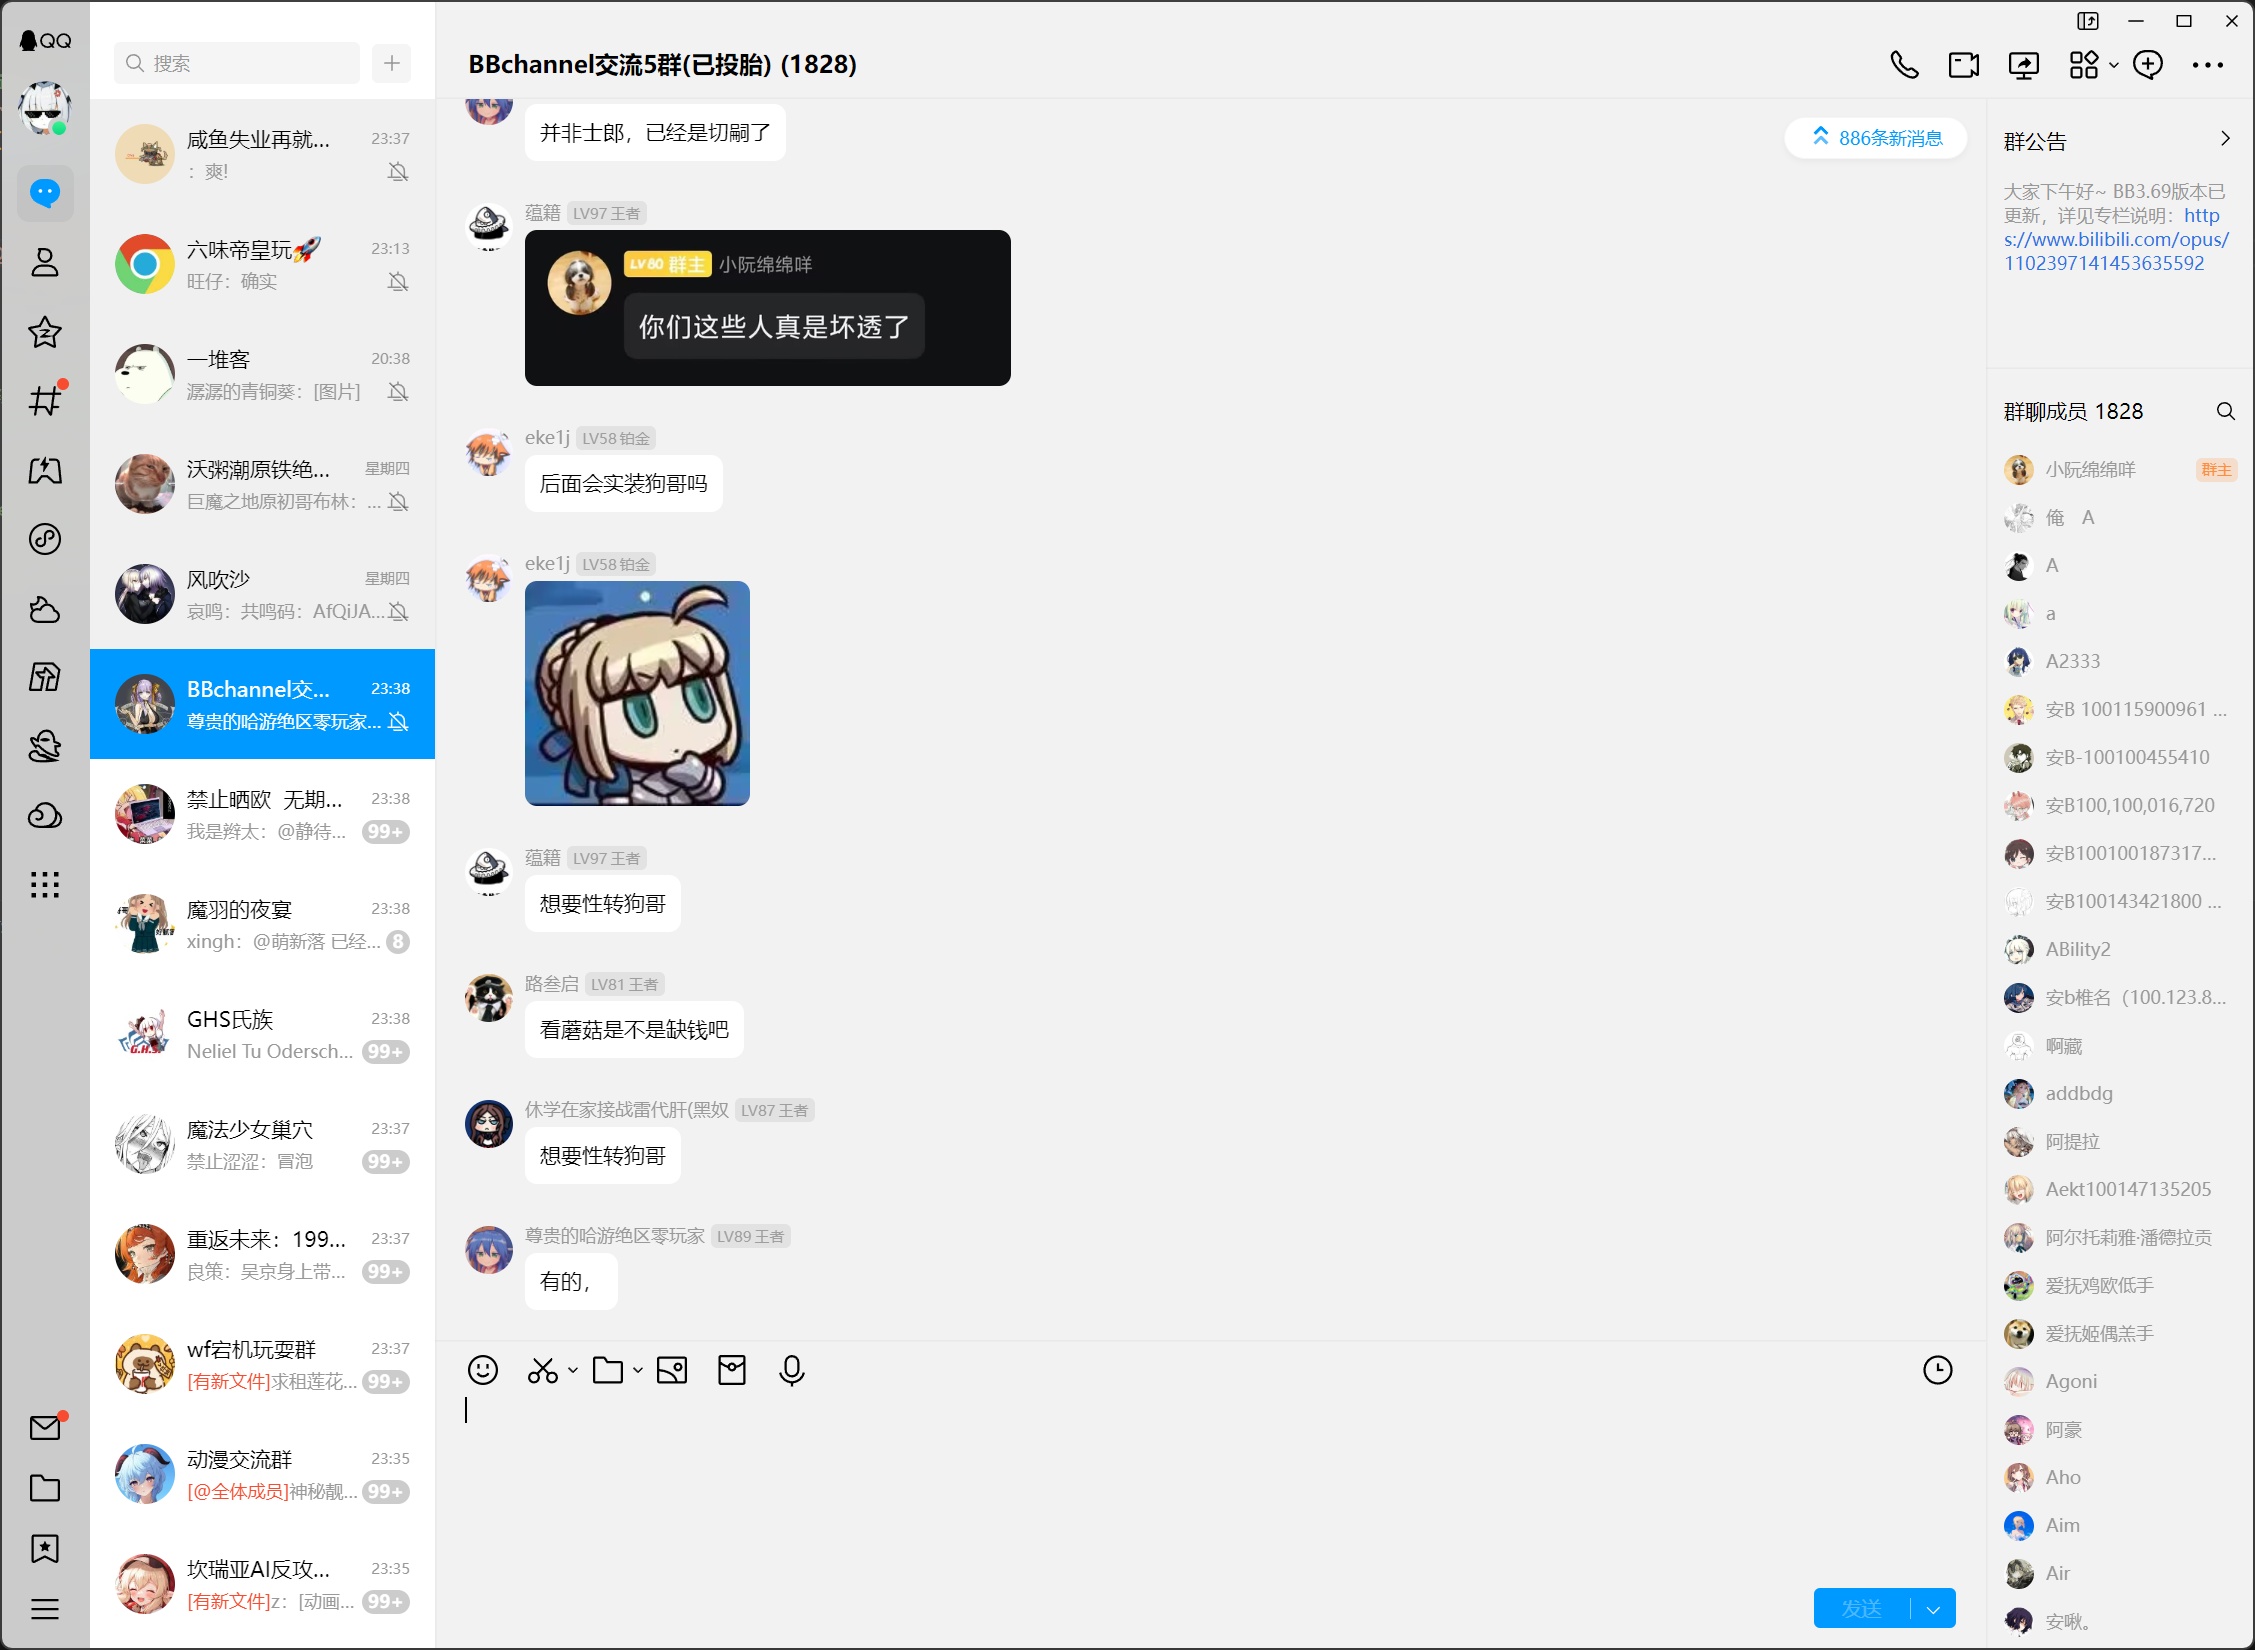 QQ
搜索
咸鱼失业再就... 23:37
：爽!
六味帝皇玩🚀 23:13
旺仔：确实
一堆客 20:38
潺潺的青铜葵：[图片]
沃粥潮原铁绝... 星期四
巨魔之地原初哥布林：...
风吹沙 星期四
哀鸣：共鸣码：AfQiJA...
BBchannel交... 23:38
尊贵的哈游绝区零玩家...
禁止晒欧 无期... 23:38
我是辫太：@静待... 99+
魔羽的夜宴 23:38
xingh：@萌新落 已经... 8
GHS氏族 23:38
Neliel Tu Odersch... 99+
魔法少女巢穴 23:37
禁止涩涩：冒泡 99+
重返未来：199... 23:37
良策：吴京身上带... 99+
wf宕机玩耍群 23:37
[有新文件]求租莲花... 99+
动漫交流群 23:35
[@全体成员]神秘靓... 99+
坎瑞亚AI反攻... 23:35
[有新文件]z：[动画... 99+
BBchannel交流5群(已投胎) (1828)
886条新消息
并非士郎，已经是切嗣了
蕴籍 LV97 王者
LV80 群主 小阮绵绵咩
你们这些人真是坏透了
eke1j LV58 铂金
后面会实装狗哥吗
eke1j LV58 铂金
蕴籍 LV97 王者
想要性转狗哥
路叁启 LV81 王者
看蘑菇是不是缺钱吧
休学在家接战雷代肝(黑奴 LV87 王者
想要性转狗哥
尊贵的哈游绝区零玩家 LV89 王者
有的，
发送
群公告
大家下午好~ BB3.69版本已
更新，详见专栏说明：http
s://www.bilibili.com/opus/
1102397141453635592
群聊成员 1828
小阮绵绵咩 群主
俺 A
A
a
A2333
安B 100115900961 ...
安B-100100455410
安B100,100,016,720
安B100100187317...
安B100143421800 ...
ABility2
安b椎名（100.123.8...
啊藏
addbdg
阿提拉
Aekt100147135205
阿尔托莉雅·潘德拉贡
爱抚鸡欧低手
爱抚姬偶羔手
Agoni
阿豪
Aho
Aim
Air
安啾。